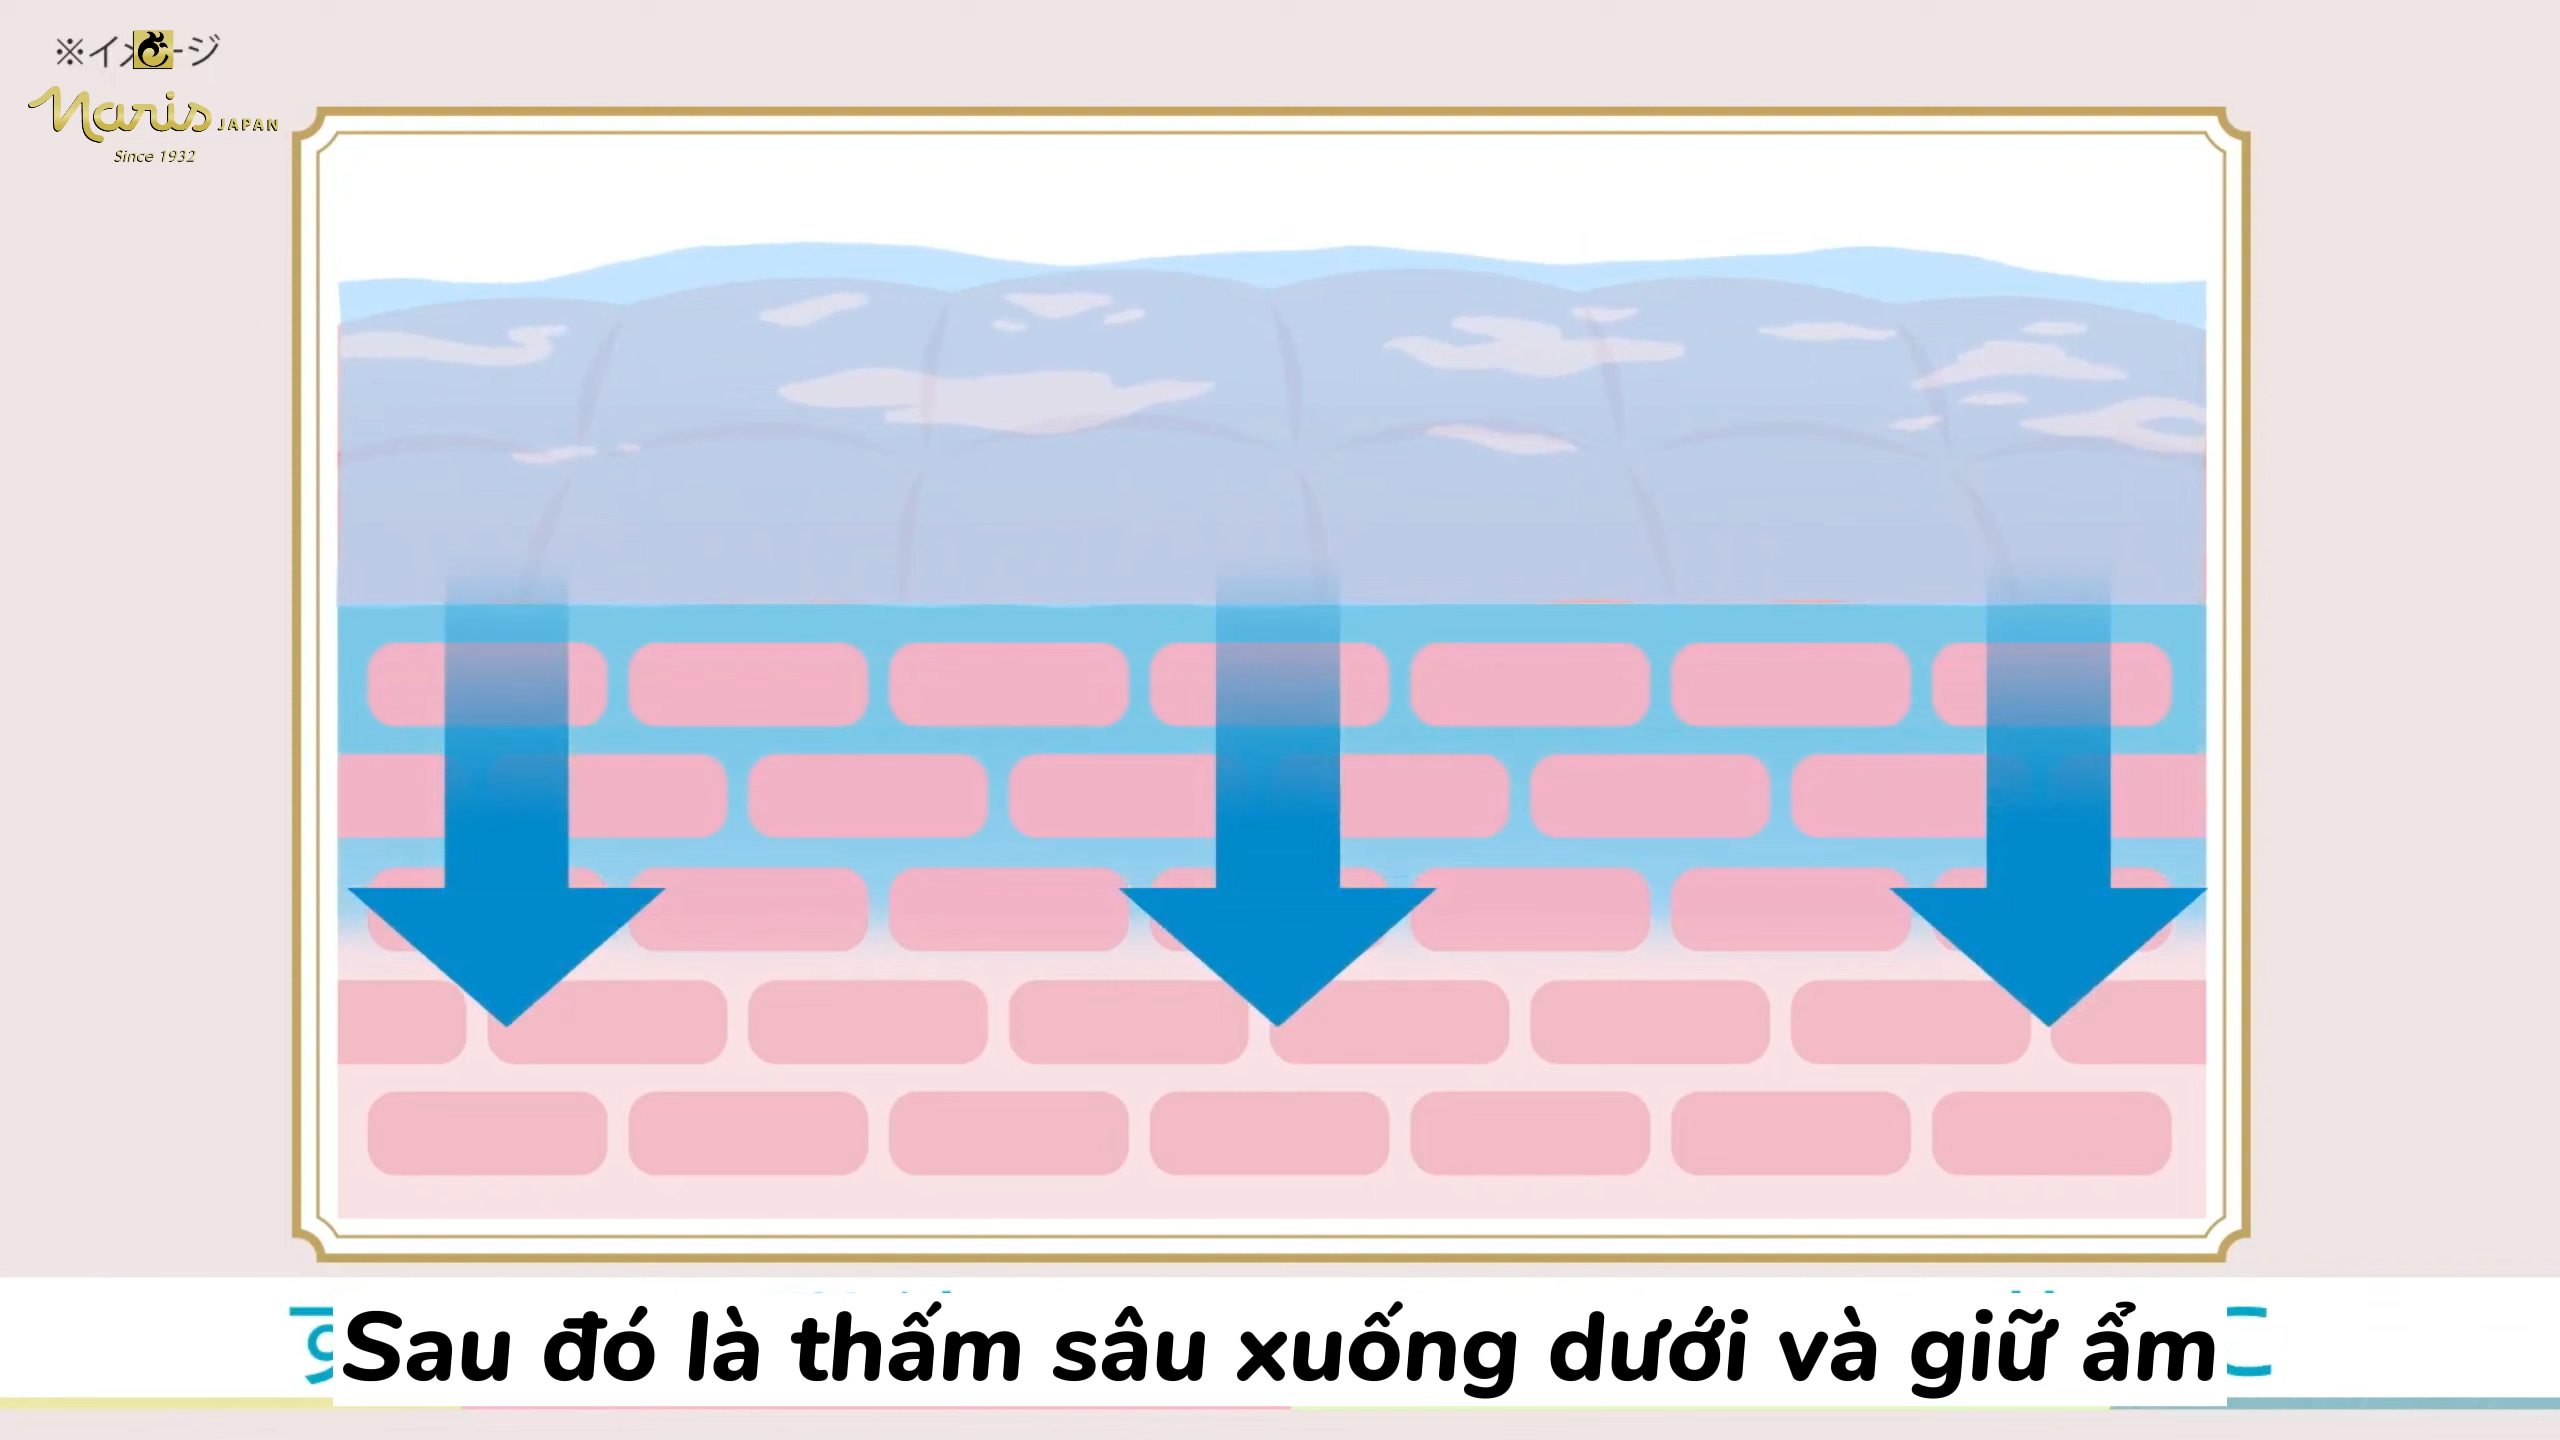 ※イメージ
Naris JAPAN
Since 1932
Sau đó là thấm sâu xuống dưới và giữ ẩm